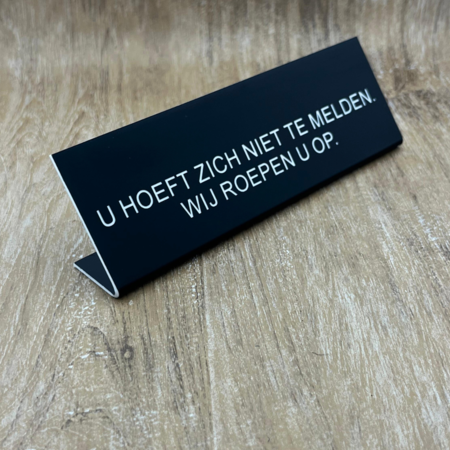 U HOEFT ZICH NIET TE MELDEN.
WIJ ROEPEN U OP.